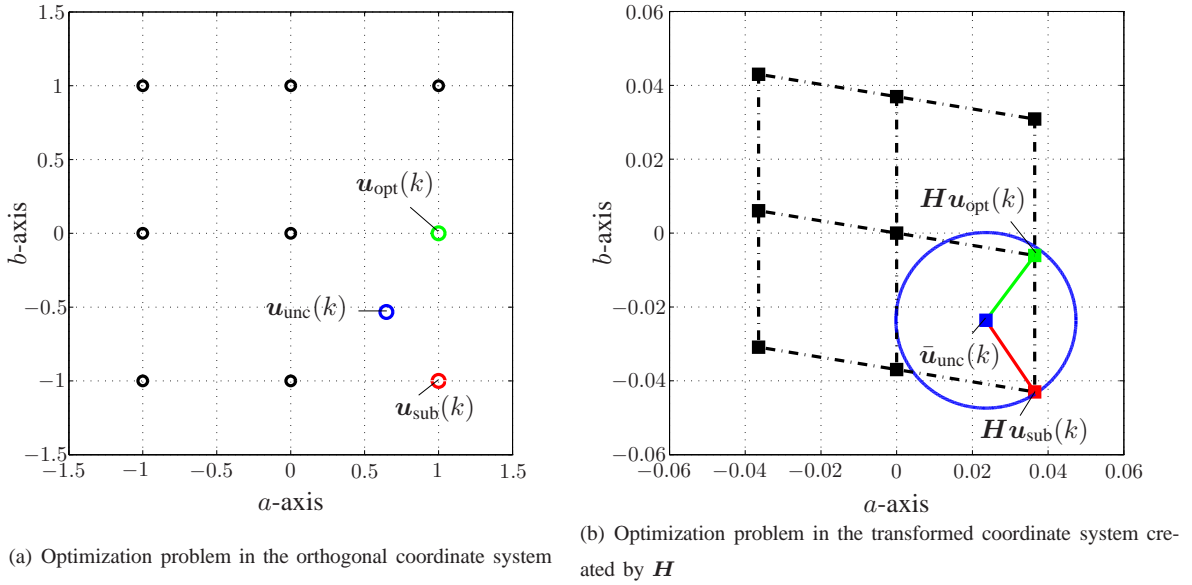 1.5
1
0.5
0
−0.5
−1
−1.5
b-axis
−1.5 −1 −0.5 0 0.5 1 1.5
a-axis
u_opt(k)
u_unc(k)
u_sub(k)
(a) Optimization problem in the orthogonal coordinate system
0.06
0.04
0.02
0
−0.02
−0.04
−0.06
b-axis
−0.06 −0.04 −0.02 0 0.02 0.04 0.06
a-axis
Hu_opt(k)
ū_unc(k)
Hu_sub(k)
(b) Optimization problem in the transformed coordinate system cre-
ated by H